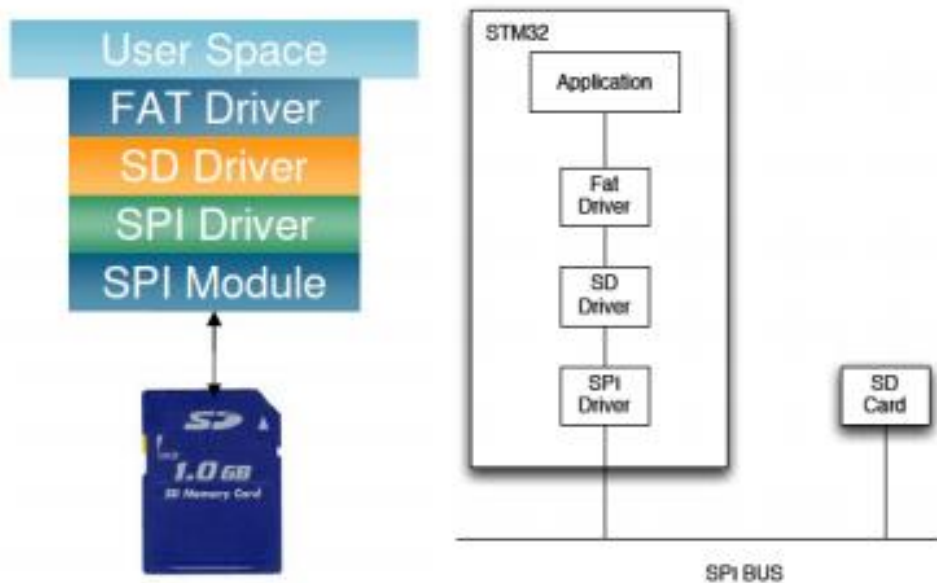 User Space
FAT Driver
SD Driver
SPI Driver
SPI Module
SD
1.0 GB
SD Memory Card
STM32
Application
Fat
Driver
SD
Driver
SPI
Driver
SD
Card
SPI BUS